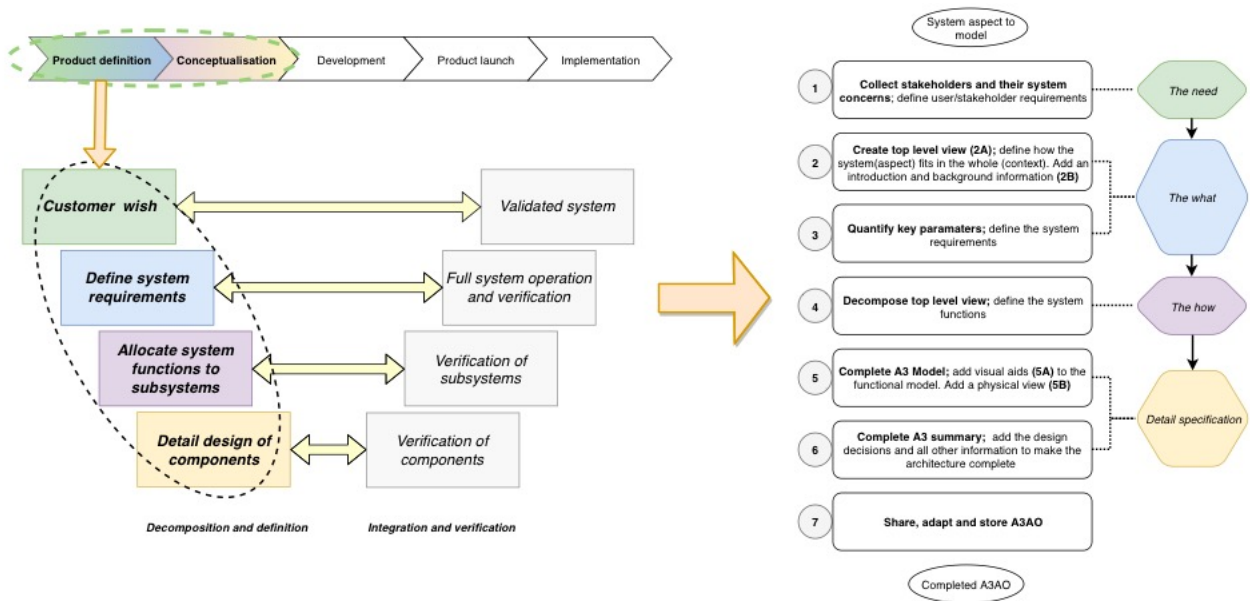 Product definition
Conceptualisation
Development
Product launch
Implementation
Customer wish
Validated system
Define system
requirements
Full system operation
and verification
Allocate system
functions to
subsystems
Verification of
subsystems
Detail design of
components
Verification of
components
Decomposition and definition
Integration and verification
System aspect to
model
1
Collect stakeholders and their system
concerns; define user/stakeholder requirements
The need
2
Create top level view (2A); define how the
system(aspect) fits in the whole (context). Add an
introduction and background information (2B)
The what
3
Quantify key paramaters; define the system
requirements
4
Decompose top level view; define the system
functions
The how
5
Complete A3 Model; add visual aids (5A) to the
functional model. Add a physical view (5B)
Detail specification
6
Complete A3 summary; add the design
decisions and all other information to make the
architecture complete
7
Share, adapt and store A3AO
Completed A3AO